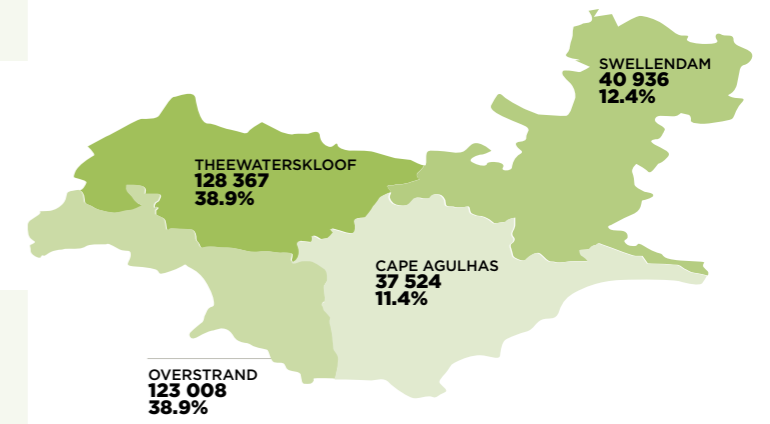 SWELLENDAM
40 936
12.4%
THEEWATERSKLOOF
128 367
38.9%
CAPE AGULHAS
37 524
11.4%
OVERSTRAND
123 008
38.9%